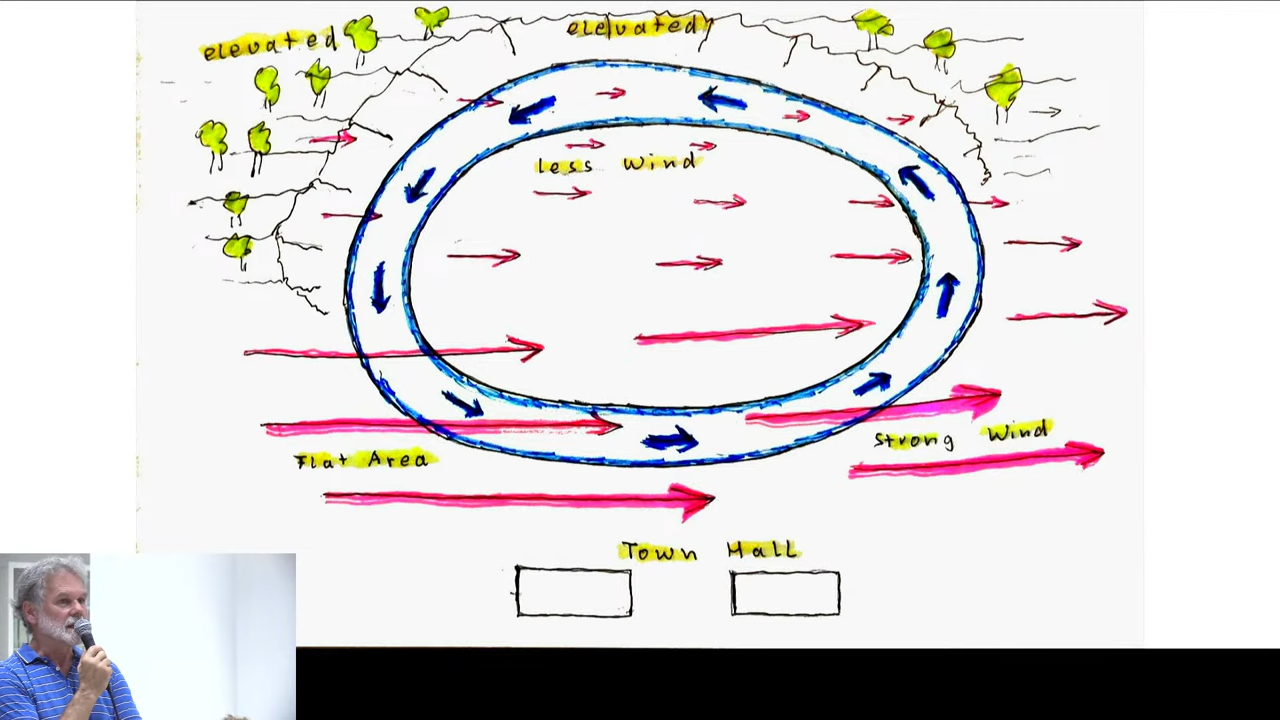 elevated
elevated
less Wind
Strong Wind
Flat Area
Town Hall